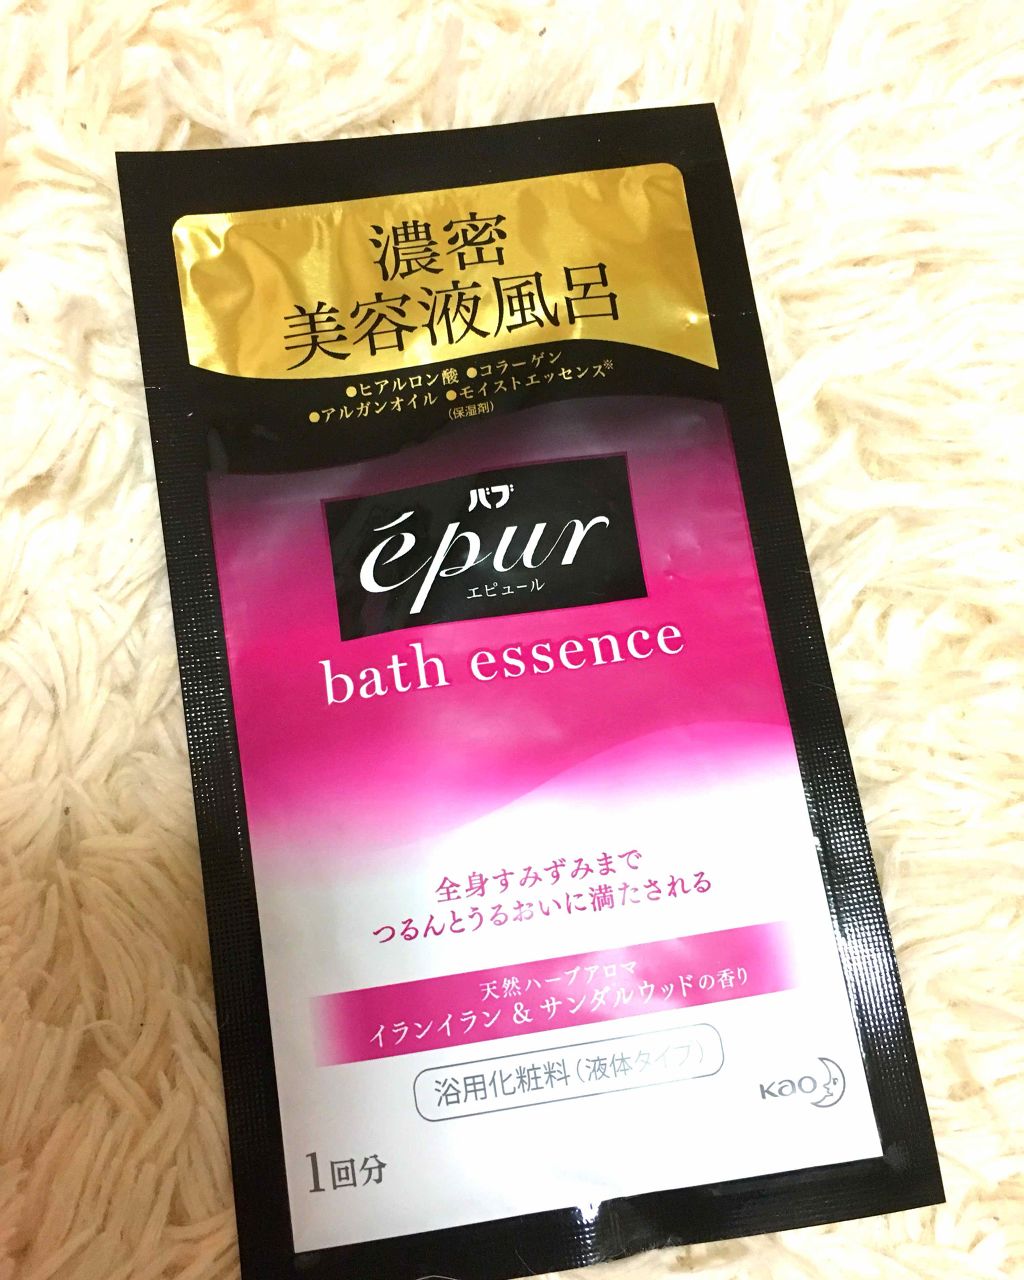 濃密
美容液風呂
●ヒアルロン酸 ●コラーゲン
●アルガンオイル ●モイストエッセンス※
(保湿剤)
バブ
épur
エピュール
bath essence
全身すみずみまで
つるんとうるおいに満たされる
天然ハーブアロマ
イランイラン & サンダルウッドの香り
浴用化粧料(液体タイプ)
Kao
1回分